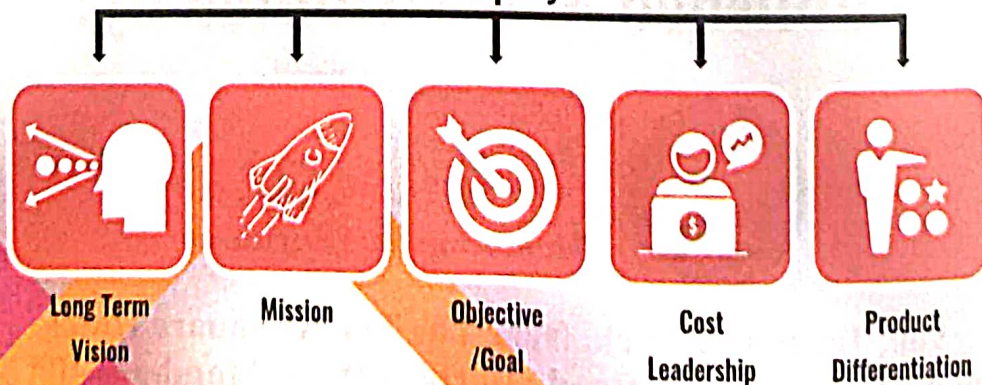 Long Term
Vision
Mission
Objective
/Goal
Cost
Leadership
Product
Differentiation
$